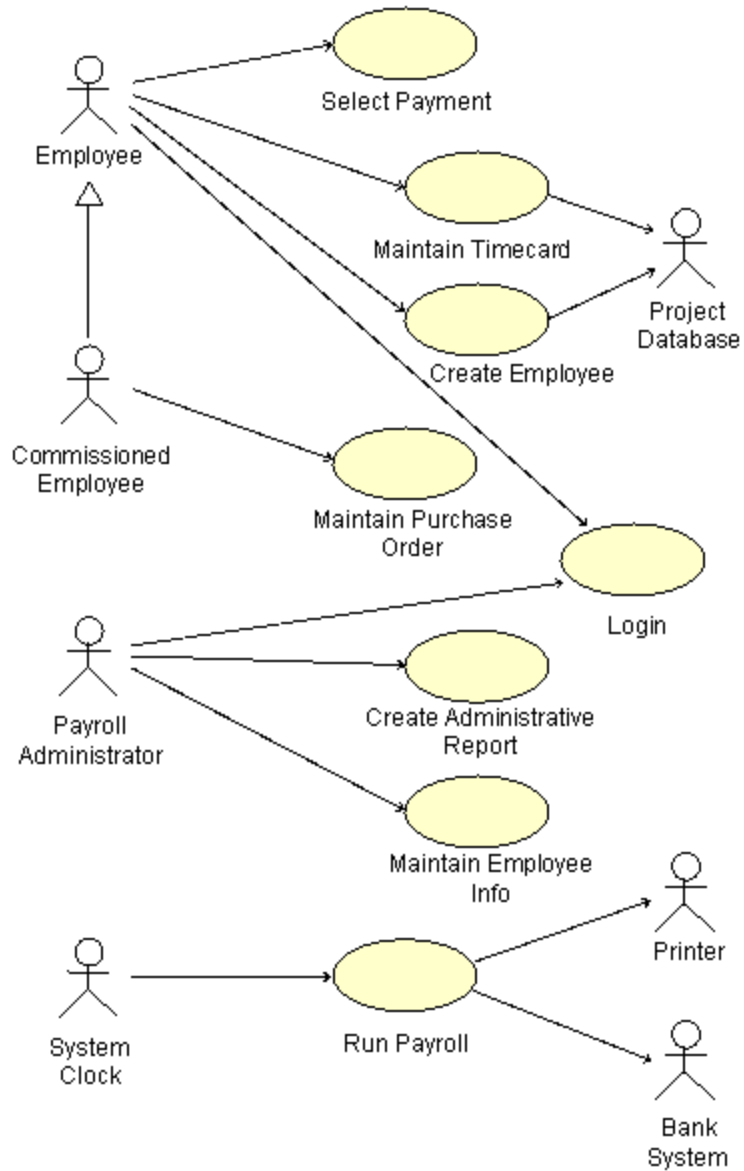 Select Payment
Employee
Maintain Timecard
Project
Database
Create Employee
Commissioned
Employee
Maintain Purchase
Order
Login
Payroll
Administrator
Create Administrative
Report
Maintain Employee
Info
Printer
System
Clock
Run Payroll
Bank
System